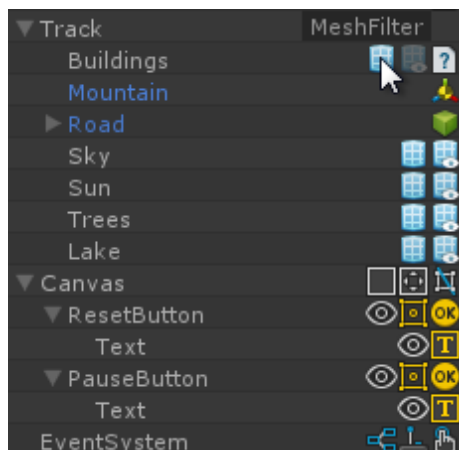 Track MeshFilter
Buildings ?
Mountain
Road
Sky
Sun
Trees
Lake
Canvas
ResetButton OK
Text T
PauseButton OK
Text T
EventSystem